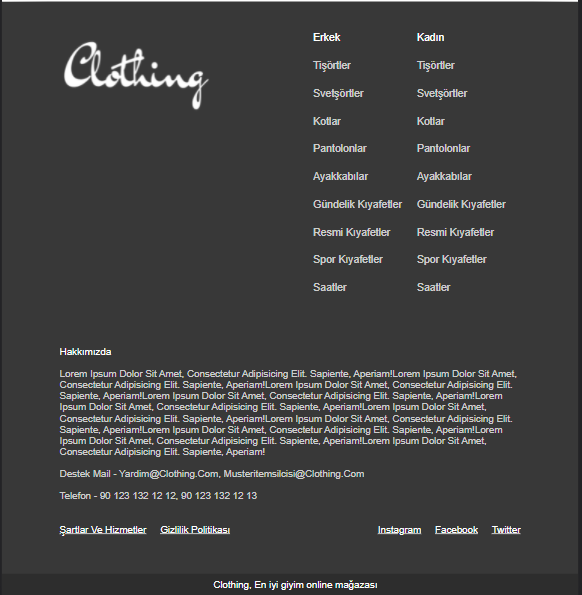 Clothing
Erkek
Tişörtler
Svetşörtler
Kotlar
Pantolonlar
Ayakkabılar
Gündelik Kıyafetler
Resmi Kıyafetler
Spor Kıyafetler
Saatler
Kadın
Tişörtler
Svetşörtler
Kotlar
Pantolonlar
Ayakkabılar
Gündelik Kıyafetler
Resmi Kıyafetler
Spor Kıyafetler
Saatler
Hakkımızda
Lorem Ipsum Dolor Sit Amet, Consectetur Adipisicing Elit. Sapiente, Aperiam!Lorem Ipsum Dolor Sit Amet,
Consectetur Adipisicing Elit. Sapiente, Aperiam!Lorem Ipsum Dolor Sit Amet, Consectetur Adipisicing Elit.
Sapiente, Aperiam!Lorem Ipsum Dolor Sit Amet, Consectetur Adipisicing Elit. Sapiente, Aperiam!Lorem
Ipsum Dolor Sit Amet, Consectetur Adipisicing Elit. Sapiente, Aperiam!Lorem Ipsum Dolor Sit Amet,
Consectetur Adipisicing Elit. Sapiente, Aperiam!Lorem Ipsum Dolor Sit Amet, Consectetur Adipisicing Elit.
Sapiente, Aperiam!Lorem Ipsum Dolor Sit Amet, Consectetur Adipisicing Elit. Sapiente, Aperiam!Lorem
Ipsum Dolor Sit Amet, Consectetur Adipisicing Elit. Sapiente, Aperiam!Lorem Ipsum Dolor Sit Amet,
Consectetur Adipisicing Elit. Sapiente, Aperiam!
Destek Mail - Yardim@Clothing.Com, Musteritemsilcisi@Clothing.Com
Telefon - 90 123 132 12 12, 90 123 132 12 13
Şartlar Ve Hizmetler Gizlilik Politikası Instagram Facebook Twitter
Clothing, En iyi giyim online mağazası